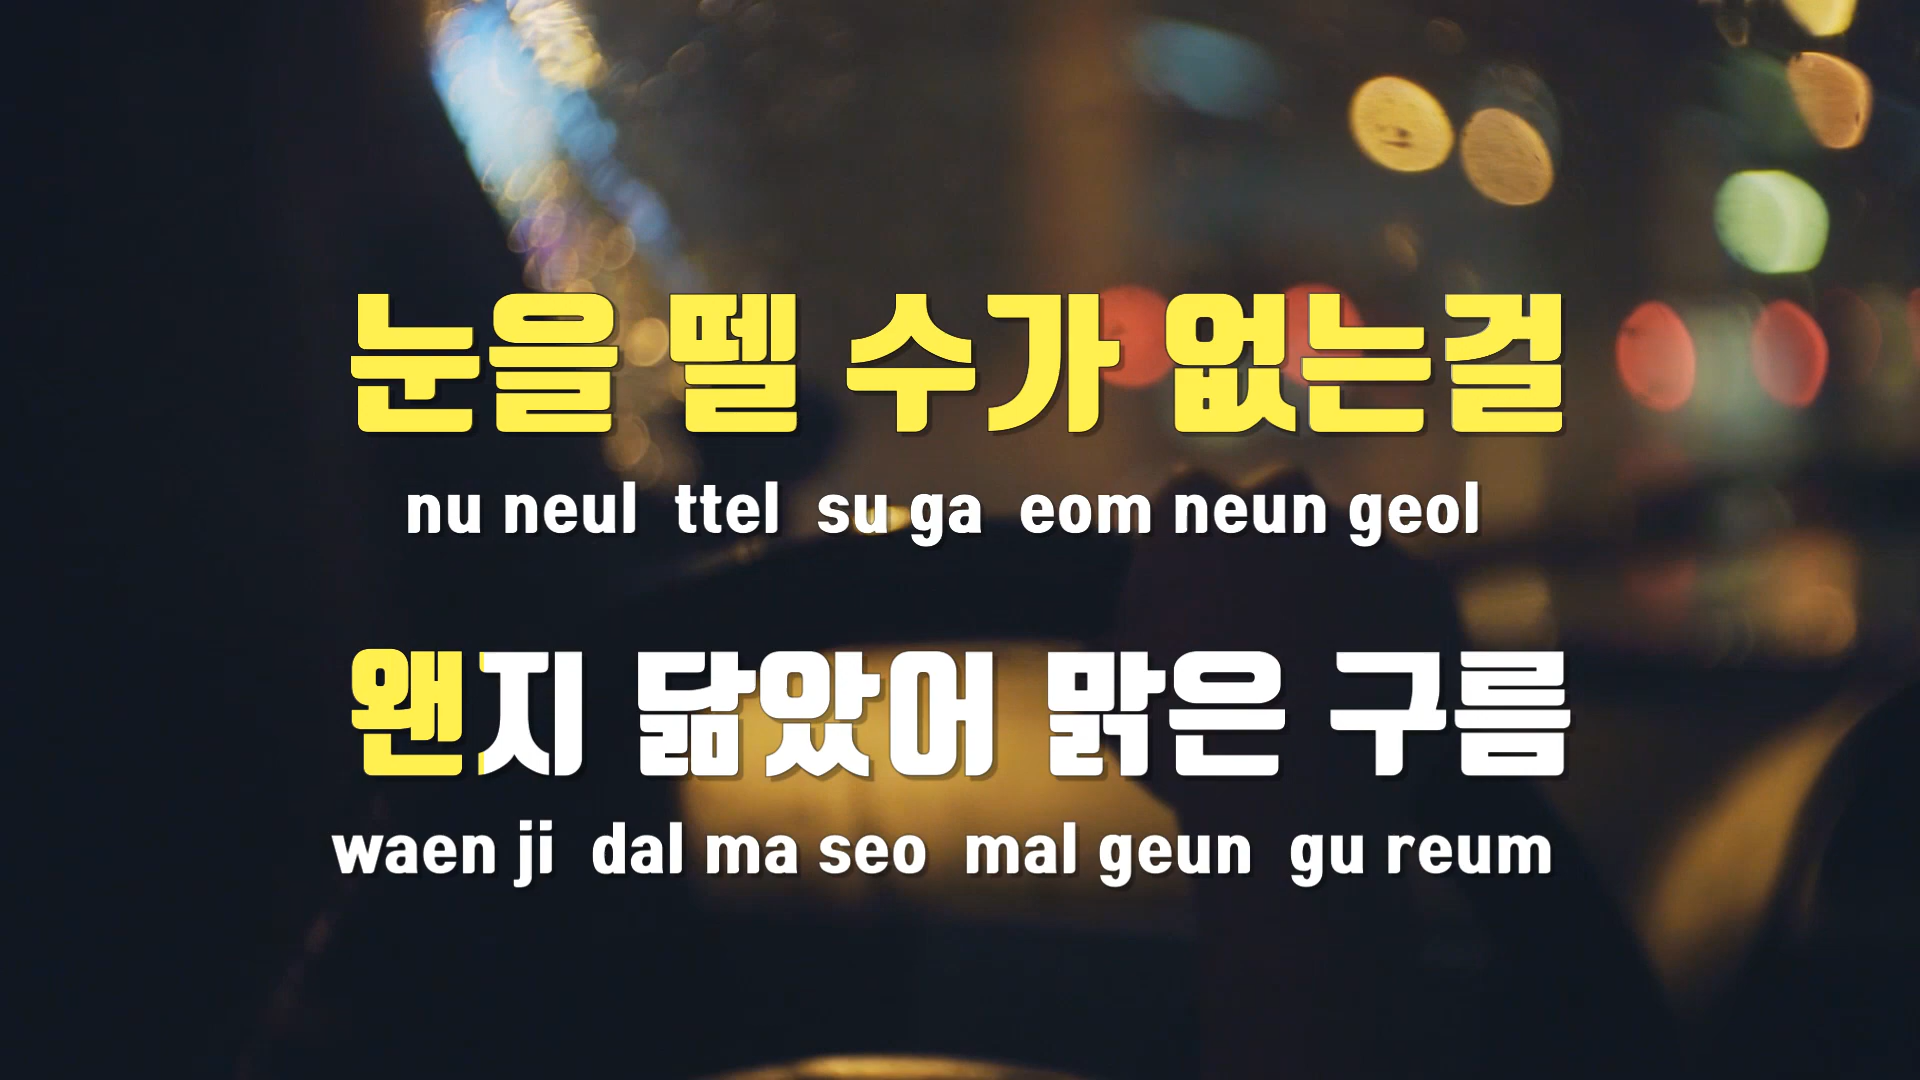 눈을 뗄 수가 없는걸
nu neul ttel su ga eom neun geol
왠지 닮았어 맑은 구름
waen ji dal ma seo mal geun gu reum